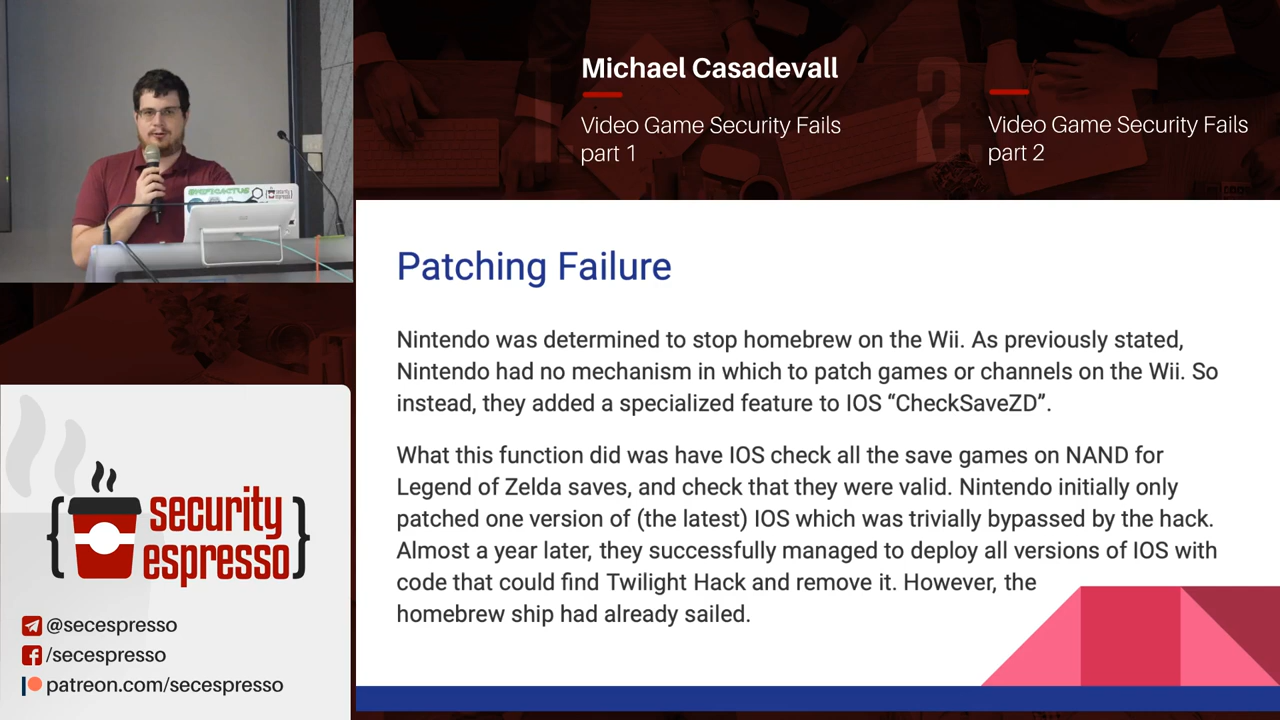 Michael Casadevall
1.
Video Game Security Fails
part 1
2.
Video Game Security Fails
part 2
Patching Failure
Nintendo was determined to stop homebrew on the Wii. As previously stated,
Nintendo had no mechanism in which to patch games or channels on the Wii. So
instead, they added a specialized feature to IOS “CheckSaveZD”.
What this function did was have IOS check all the save games on NAND for
Legend of Zelda saves, and check that they were valid. Nintendo initially only
patched one version of (the latest) IOS which was trivially bypassed by the hack.
Almost a year later, they successfully managed to deploy all versions of IOS with
code that could find Twilight Hack and remove it. However, the
homebrew ship had already sailed.
{security
espresso}
@secespresso
/secespresso
patreon.com/secespresso